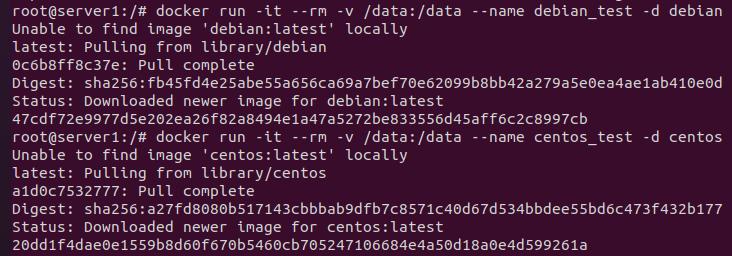 root@server1:/# docker run -it --rm -v /data:/data --name debian_test -d debian
Unable to find image 'debian:latest' locally
latest: Pulling from library/debian
0c6b8ff8c37e: Pull complete
Digest: sha256:fb45fd4e25abe55a656ca69a7bef70e62099b8bb42a279a5e0ea4ae1ab410e0d
Status: Downloaded newer image for debian:latest
47cdf72e9977d5e202ea26f82a8494e1a47a5272be833556d45aff6c2c8997cb
root@server1:/# docker run -it --rm -v /data:/data --name centos_test -d centos
Unable to find image 'centos:latest' locally
latest: Pulling from library/centos
a1d0c7532777: Pull complete
Digest: sha256:a27fd8080b517143cbbbab9dfb7c8571c40d67d534bbdee55bd6c473f432b177
Status: Downloaded newer image for centos:latest
20dd1f4dae0e1559b8d60f670b5460cb705247106684e4a50d18a0e4d599261a